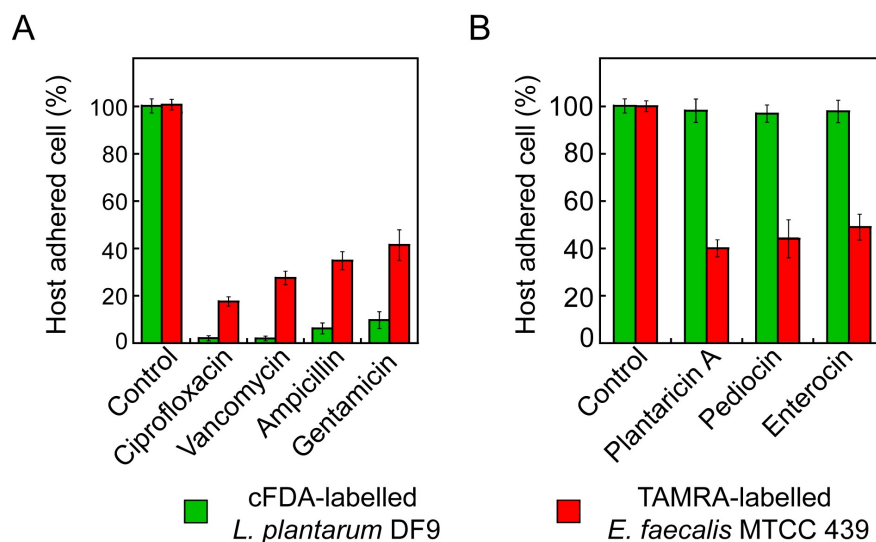 A
Host adhered cell (%)
100
80
60
40
20
0
Control
Ciprofloxacin
Vancomycin
Ampicillin
Gentamicin
B
Host adhered cell (%)
100
80
60
40
20
0
Control
Plantaricin A
Pediocin
Enterocin
cFDA-labelled
L. plantarum DF9
TAMRA-labelled
E. faecalis MTCC 439